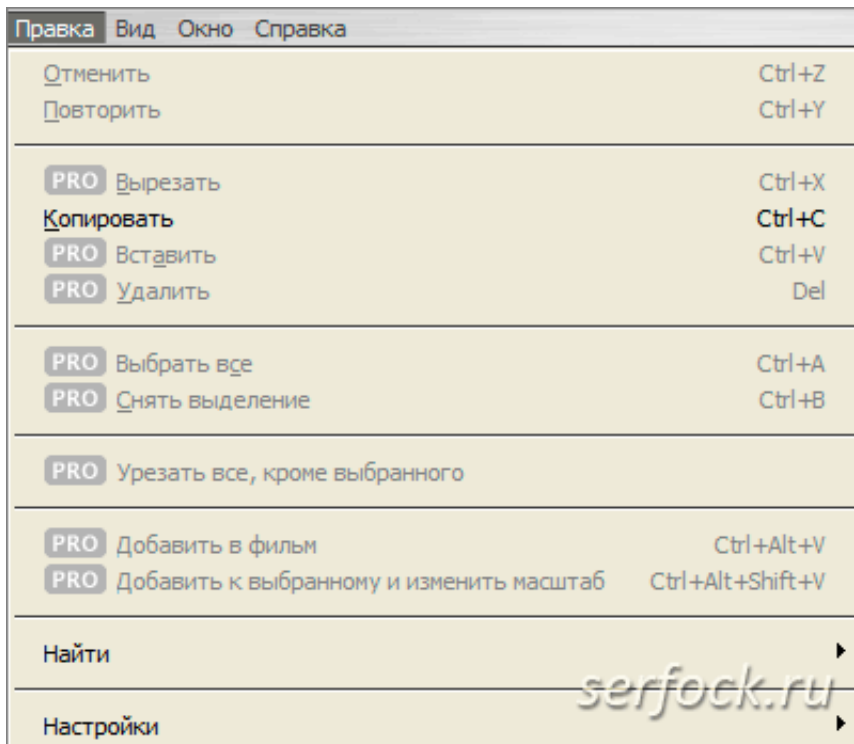 Правка Вид Окно Справка
Отменить Ctrl+Z
Повторить Ctrl+Y
PRO Вырезать Ctrl+X
Копировать Ctrl+C
PRO Вставить Ctrl+V
PRO Удалить Del
PRO Выбрать все Ctrl+A
PRO Снять выделение Ctrl+B
PRO Урезать все, кроме выбранного
PRO Добавить в фильм Ctrl+Alt+V
PRO Добавить к выбранному и изменить масштаб Ctrl+Alt+Shift+V
Найти
serfock.ru
Настройки